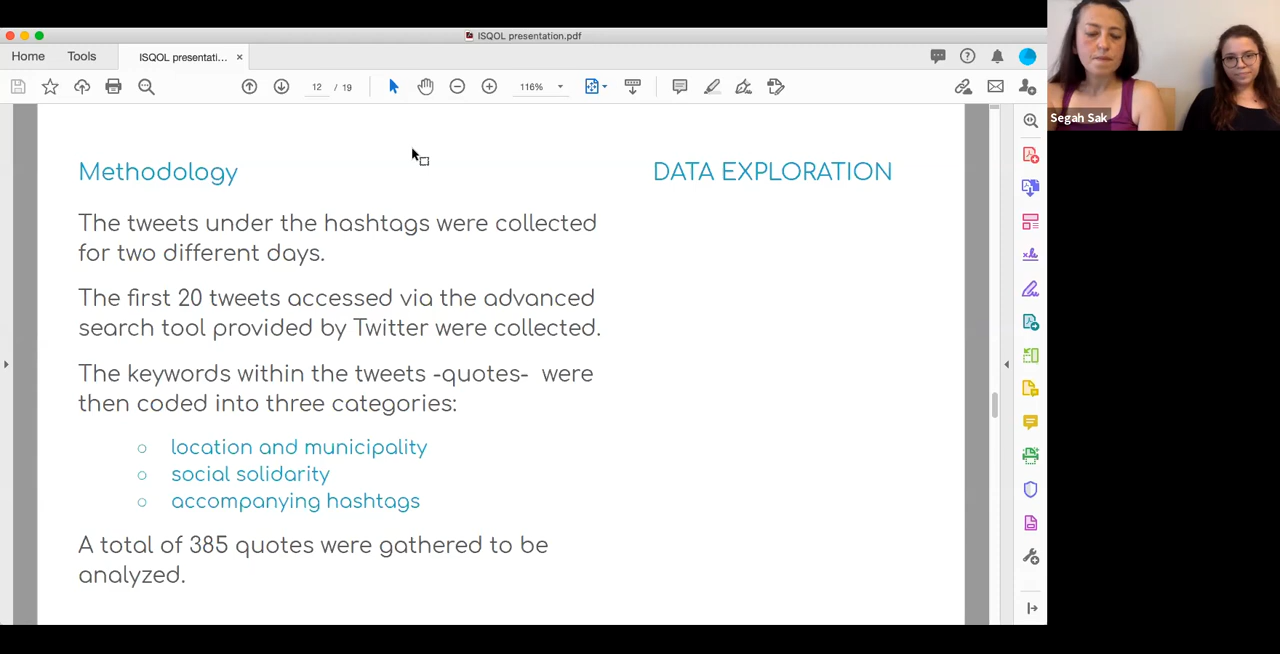 ISQOL presentation.pdf
Home
Tools
ISQOL presentati...
12
/ 19
116%
Segah Sak
Methodology
DATA EXPLORATION
The tweets under the hashtags were collected
for two different days.
The first 20 tweets accessed via the advanced
search tool provided by Twitter were collected.
The keywords within the tweets -quotes- were
then coded into three categories:
location and municipality
social solidarity
accompanying hashtags
A total of 385 quotes were gathered to be
analyzed.